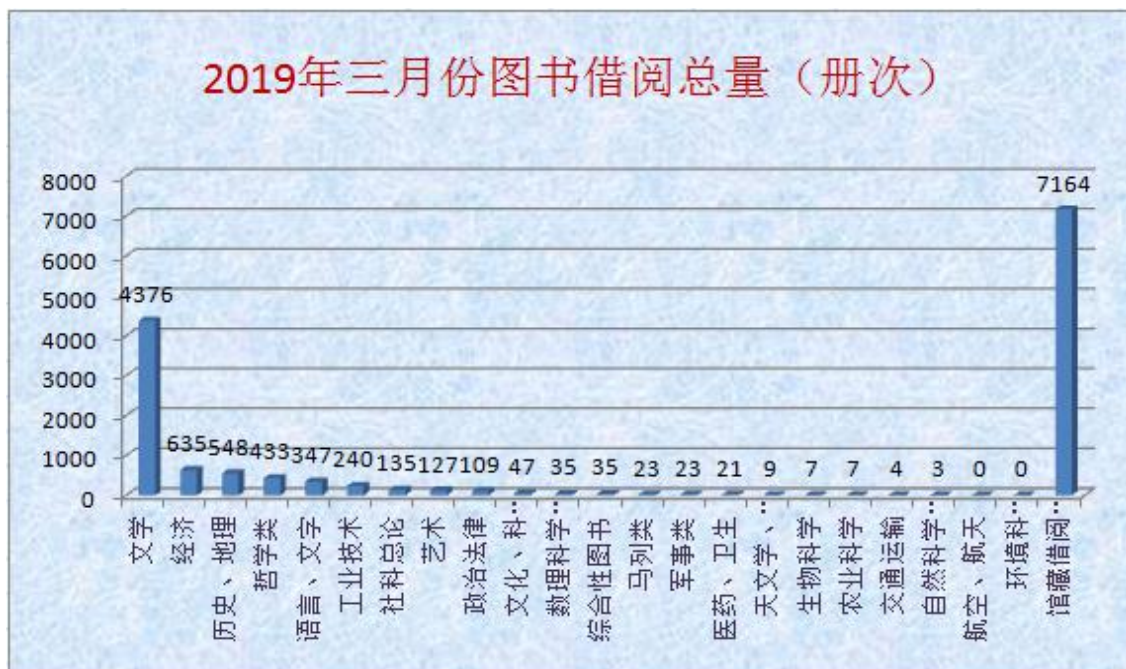 2019年三月份图书借阅总量（册次）
8000
7000
6000
5000
4000
3000
2000
1000
0
4376
635
548
433
347
240
135
127
109
47
35
35
23
23
21
9
7
7
4
3
0
0
7164
文学
经济
历史、地理
哲学类
语言、文字
工业技术
社科总论
艺术
政治法律
文化、科…
数理科学…
综合性图书
马列类
军事类
医药、卫生
天文学、…
生物科学
农业科学
交通运输
自然科学…
航空、航天
环境科…
馆藏借阅…